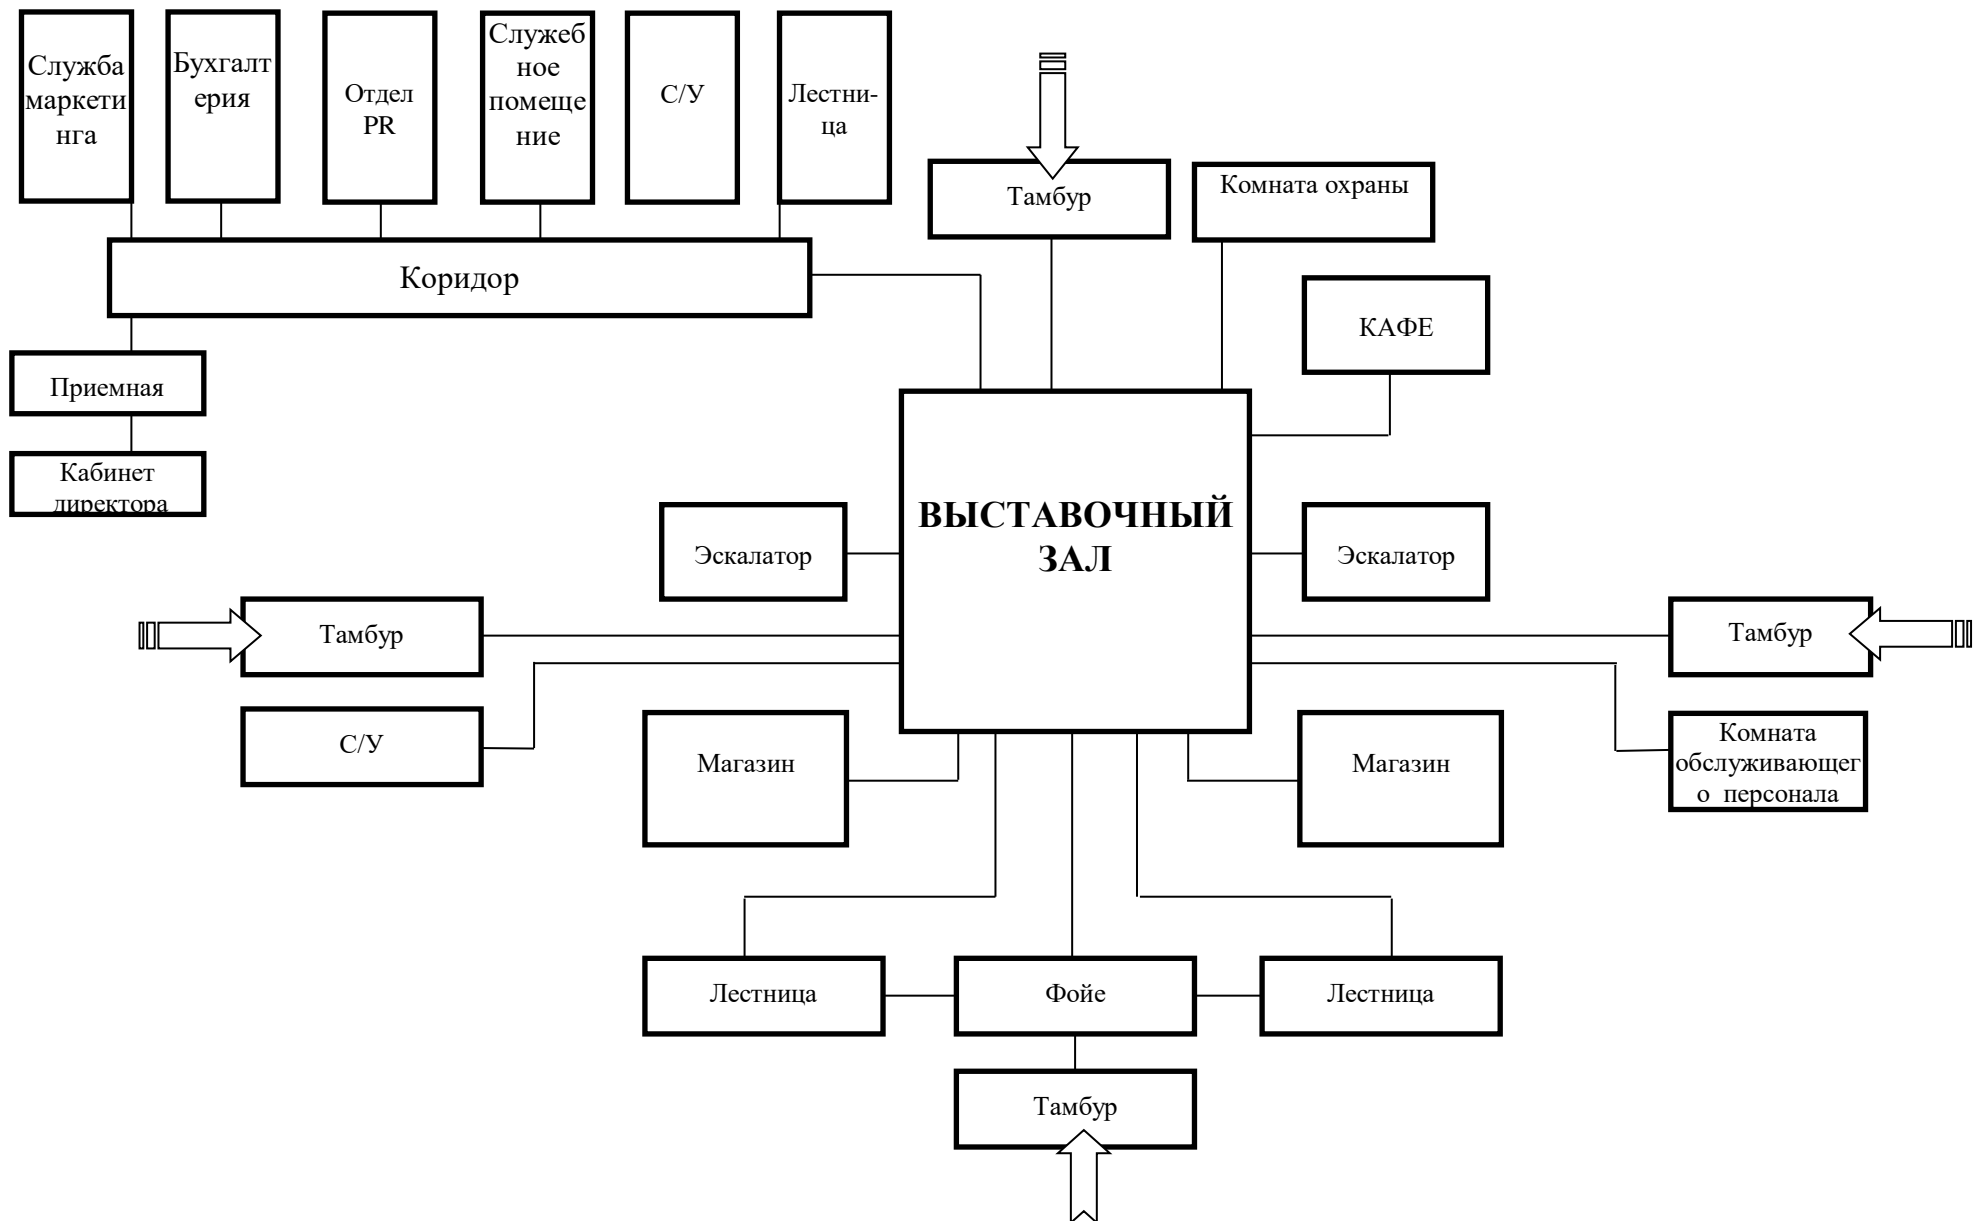 Служба
маркети
нга
Бухгалт
ерия
Отдел
PR
Служеб
ное
помеще
ние
С/У
Лестни-
ца
Тамбур
Комната охраны
Коридор
КАФЕ
Приемная
Кабинет
директора
ВЫСТАВОЧНЫЙ
ЗАЛ
Эскалатор
Эскалатор
Тамбур
Тамбур
С/У
Магазин
Магазин
Комната
обслуживающег
о персонала
Лестница
Фойе
Лестница
Тамбур